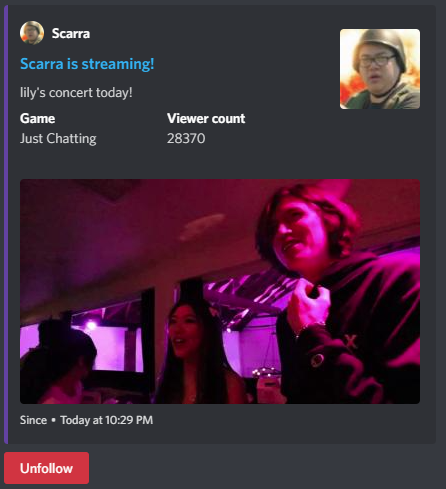 Scarra
Scarra is streaming!
lily's concert today!
Game
Viewer count
Just Chatting
28370
X
Since • Today at 10:29 PM
Unfollow